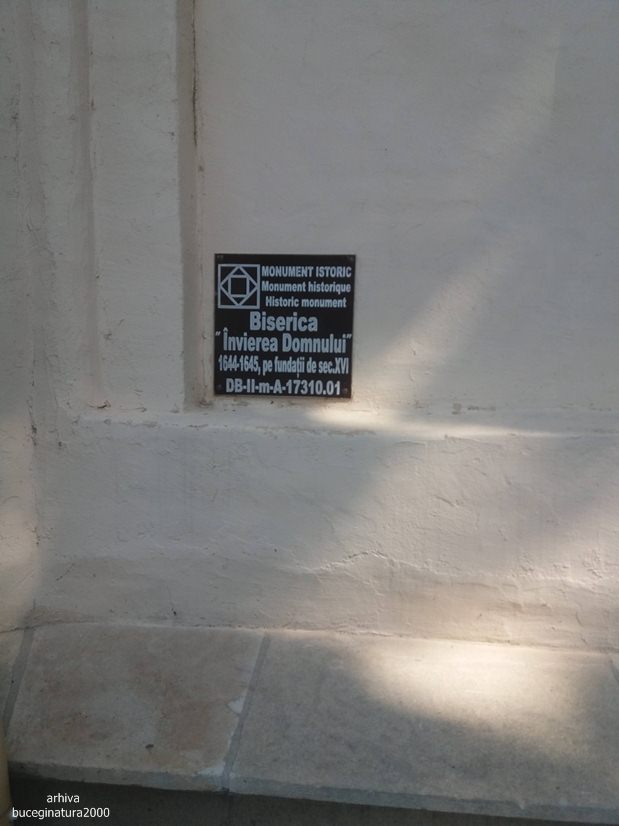 MONUMENT ISTORIC
Monument historique
Historic monument
Biserica
"Învierea Domnului"
1644-1645, pe fundații de sec.XVI
DB-II-m-A-17310.01
arhiva
buceginatura2000